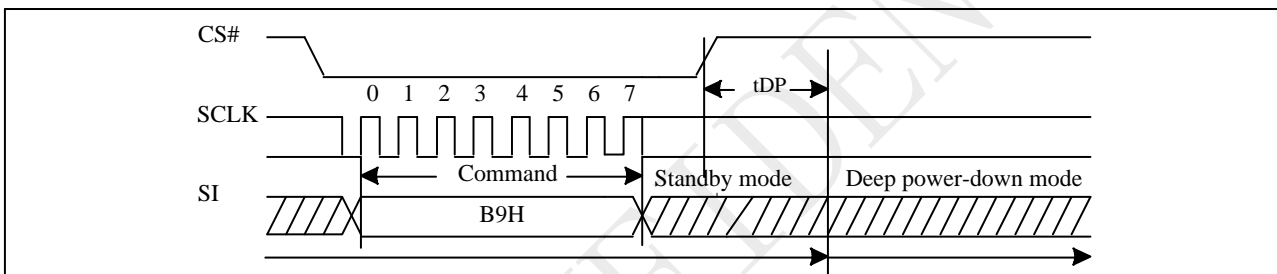 CS#
tDP
0 1 2 3 4 5 6 7
SCLK
Command
Standby mode
Deep power-down mode
SI
B9H